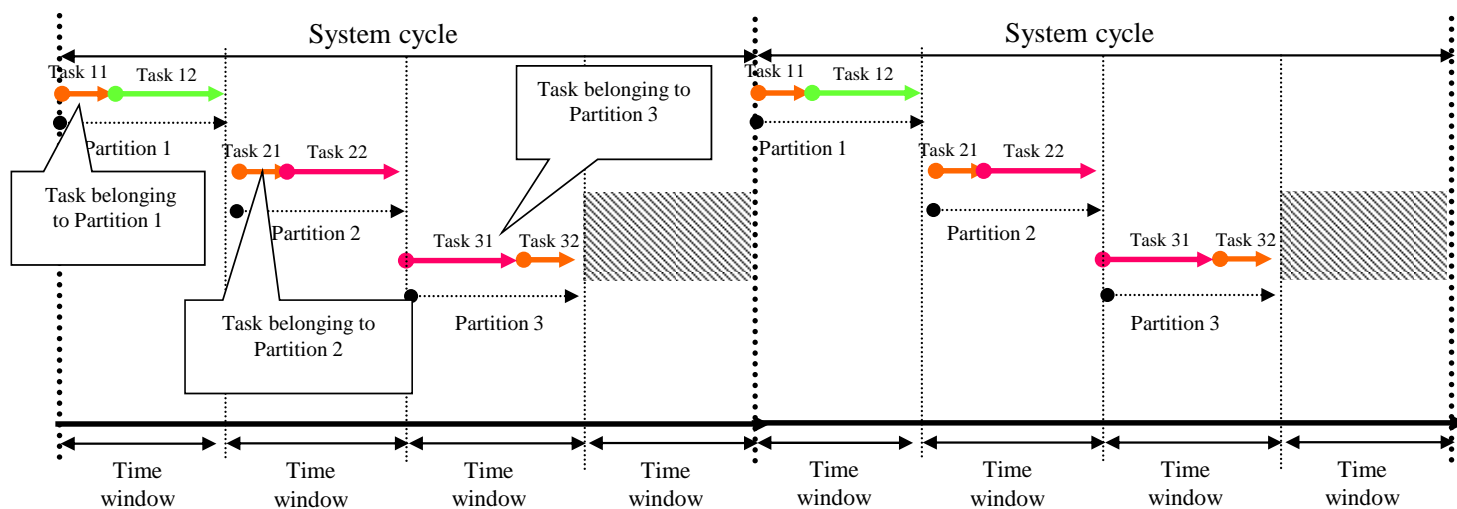 System cycle
System cycle
Task 11
Task 12
Task 11
Task 12
Task belonging to
Partition 3
Partition 1
Partition 1
Task 21
Task 22
Task 21
Task 22
Task belonging
to Partition 1
Partition 2
Partition 2
Task 31
Task 32
Task 31
Task 32
Task belonging to
Partition 2
Partition 3
Partition 3
Time
window
Time
window
Time
window
Time
window
Time
window
Time
window
Time
window
Time
window